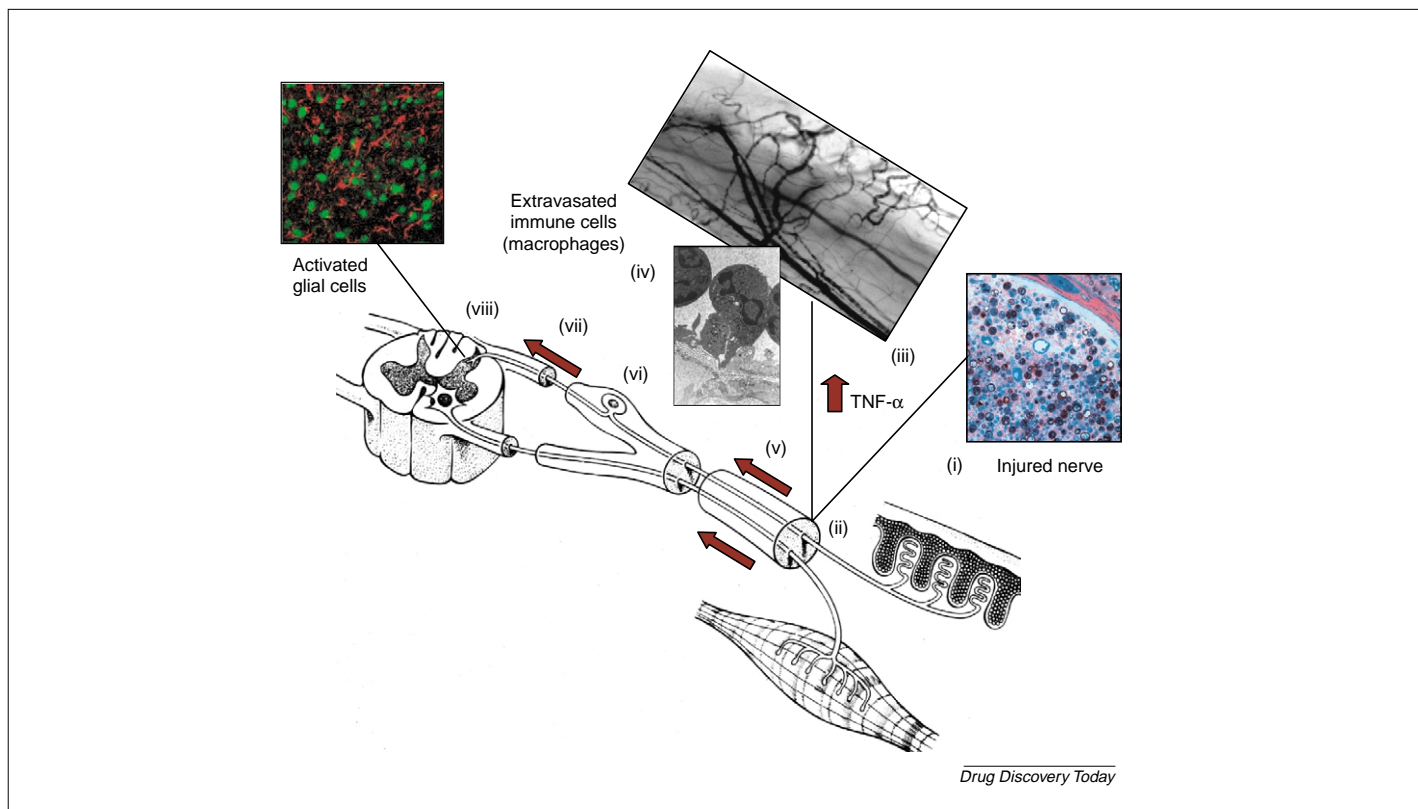 Extravasated
immune cells
(macrophages)
(iv)
Activated
glial cells
(viii)
(vii)
(vi)
(iii)
TNF-α
(v)
(i) Injured nerve
(ii)
Drug Discovery Today